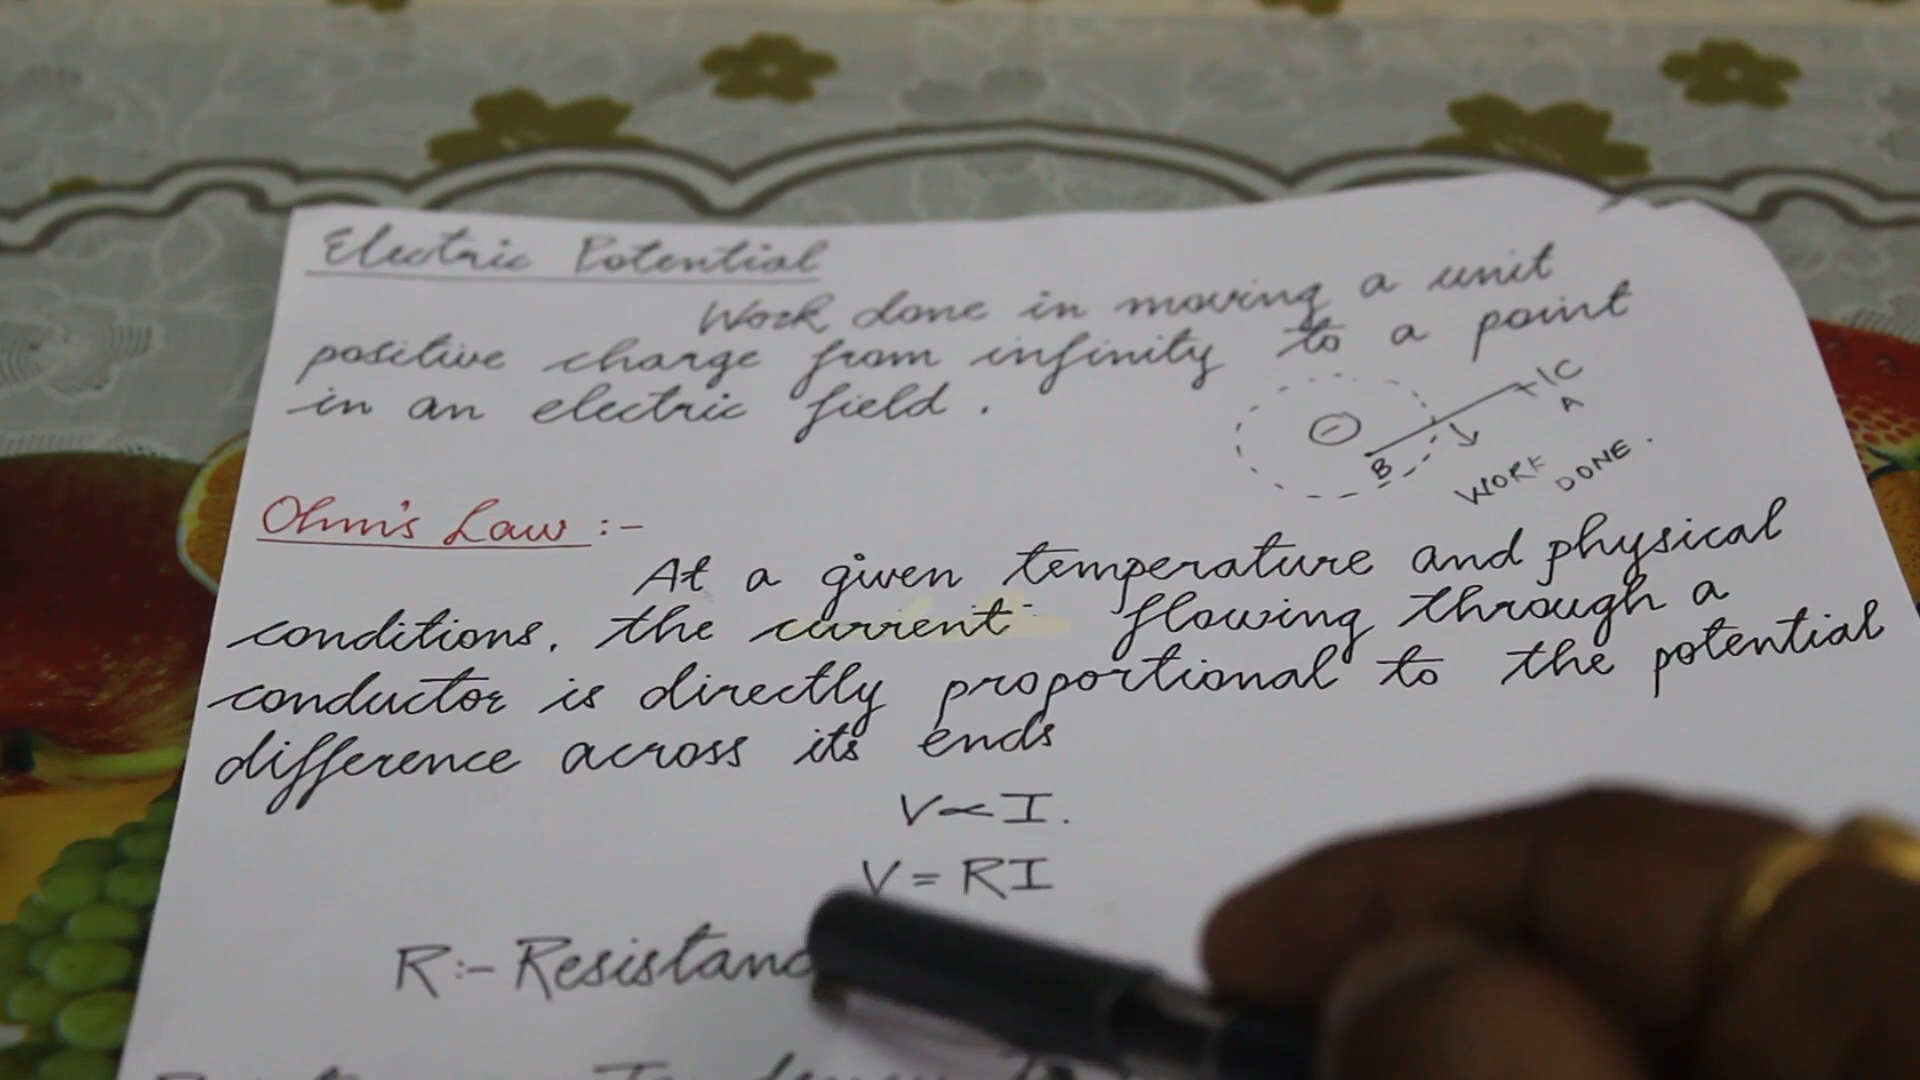 Electric Potential
Work done in moving a unit
positive charge from infinity to a point
in an electric field.
1C
A
B
WORK DONE.
Ohm's Law :-
At a given temperature and physical
conditions, the current flowing through a
conductor is directly proportional to the potential
difference across its ends
V ∝ I.
V = RI
R:- Resistanc